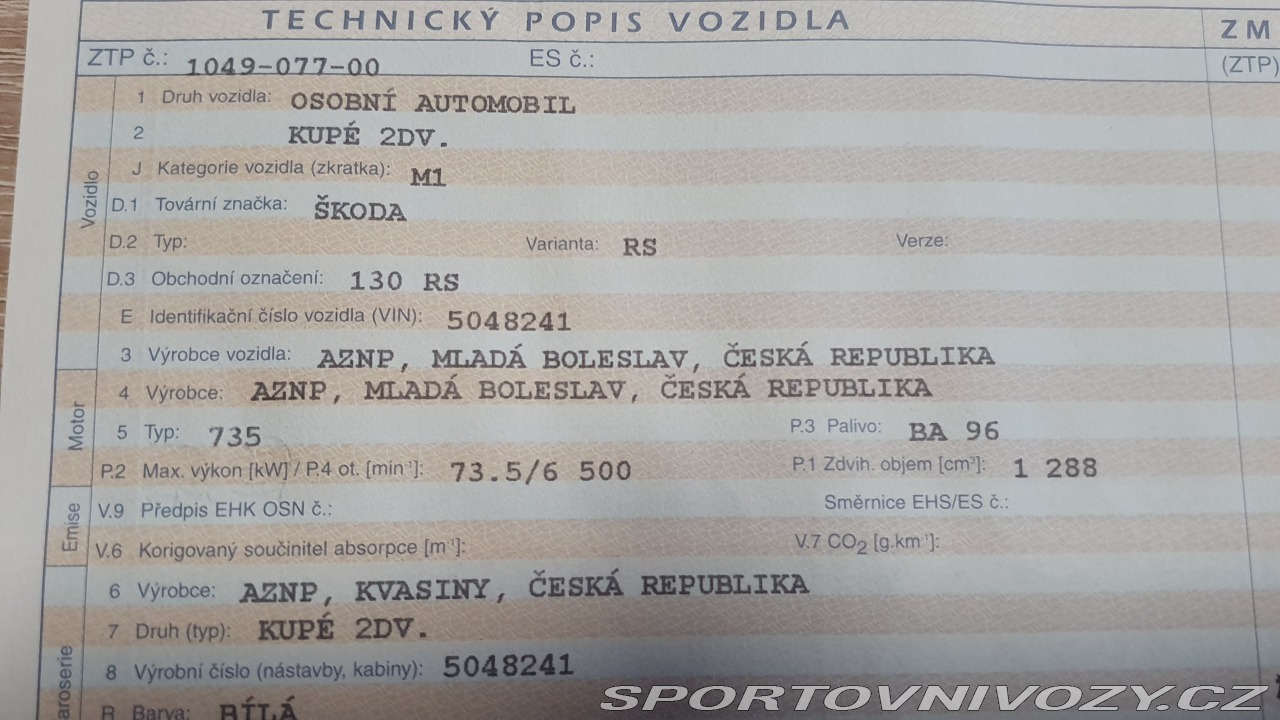 TECHNICKÝ POPIS VOZIDLA
Z M
ZTP č.: 1049-077-00 ES č.:
(ZTP)
1 Druh vozidla: OSOBNÍ AUTOMOBIL
2 KUPÉ 2DV.
J Kategorie vozidla (zkratka): M1
Vozidlo
D.1 Tovární značka: ŠKODA
D.2 Typ: Varianta: RS Verze:
D.3 Obchodní označení: 130 RS
E Identifikační číslo vozidla (VIN): 5048241
3 Výrobce vozidla: AZNP, MLADÁ BOLESLAV, ČESKÁ REPUBLIKA
4 Výrobce: AZNP, MLADÁ BOLESLAV, ČESKÁ REPUBLIKA
Motor
5 Typ: 735 P.3 Palivo: BA 96
P.2 Max. výkon [kW] / P.4 ot. [min⁻¹]: 73.5/6 500 P.1 Zdvih. objem [cm³]: 1 288
Emise
V.9 Předpis EHK OSN č.: Směrnice EHS/ES č.:
V.6 Korigovaný součinitel absorpce [m⁻¹]: V.7 CO₂ [g.km⁻¹]:
6 Výrobce: AZNP, KVASINY, ČESKÁ REPUBLIKA
7 Druh (typ): KUPÉ 2DV.
aroserie
8 Výrobní číslo (nástavby, kabiny): 5048241
R Barva: BÍLÁ
SPORTOVNIVOZY.CZ